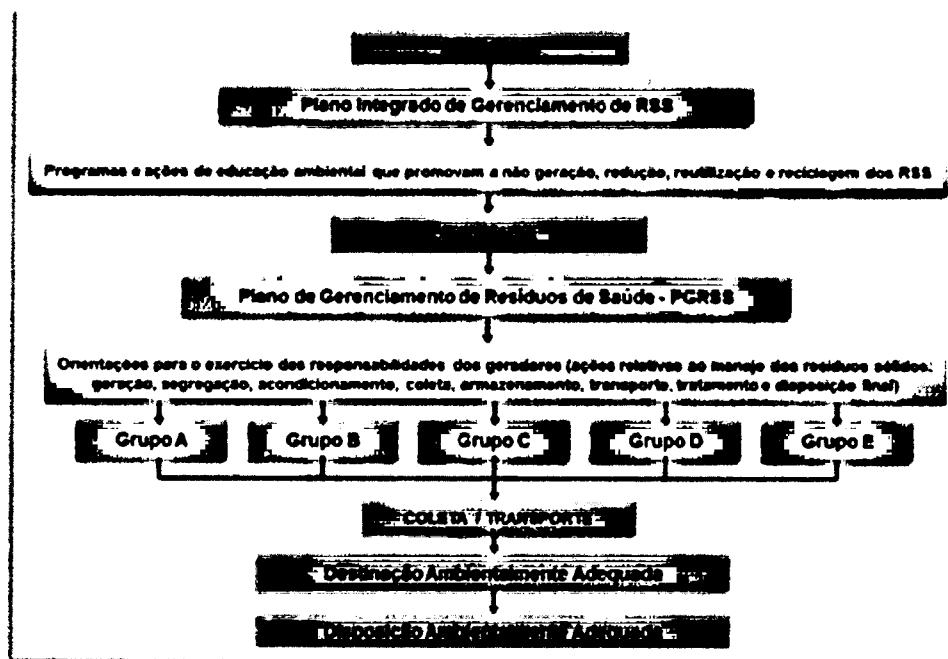 Plano Integrado de Gerenciamento de RSS
Programas e ações de educação ambiental que promovam a não geração, redução, reutilização e reciclagem dos RSS
Plano de Gerenciamento de Resíduos de Saúde - PGRSS
Orientações para o exercício das responsabilidades dos geradores (ações relativas ao manejo dos resíduos sólidos:
geração, segregação, acondicionamento, coleta, armazenamento, transporte, tratamento e disposição final)
Grupo A Grupo B Grupo C Grupo D Grupo E
COLETA / TRANSPORTE
Destinação Ambientalmente Adequada
Disposição Ambientalmente Adequada